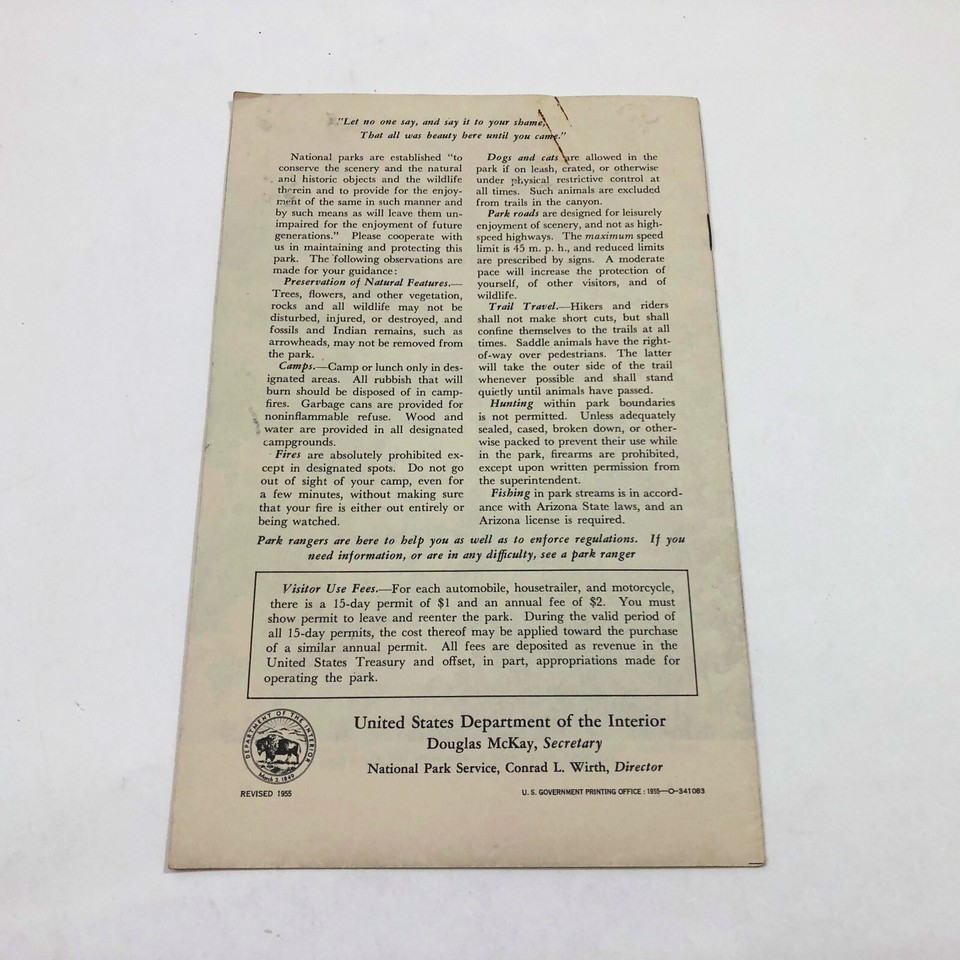 "Let no one say, and say it to your shame,
That all was beauty here until you came."
National parks are established "to
conserve the scenery and the natural
and historic objects and the wildlife
therein and to provide for the enjoy-
ment of the same in such manner and
by such means as will leave them un-
impaired for the enjoyment of future
generations." Please cooperate with
us in maintaining and protecting this
park. The following observations are
made for your guidance:
Preservation of Natural Features.—
Trees, flowers, and other vegetation,
rocks and all wildlife may not be
disturbed, injured, or destroyed, and
fossils and Indian remains, such as
arrowheads, may not be removed from
the park.
Camps.—Camp or lunch only in des-
ignated areas. All rubbish that will
burn should be disposed of in camp-
fires. Garbage cans are provided for
noninflammable refuse. Wood and
water are provided in all designated
campgrounds.
Fires are absolutely prohibited ex-
cept in designated spots. Do not go
out of sight of your camp, even for
a few minutes, without making sure
that your fire is either out entirely or
being watched.
Dogs and cats are allowed in the
park if on leash, crated, or otherwise
under physical restrictive control at
all times. Such animals are excluded
from trails in the canyon.
Park roads are designed for leisurely
enjoyment of scenery, and not as high-
speed highways. The maximum speed
limit is 45 m. p. h., and reduced limits
are prescribed by signs. A moderate
pace will increase the protection of
yourself, of other visitors, and of
wildlife.
Trail Travel.—Hikers and riders
shall not make short cuts, but shall
confine themselves to the trails at all
times. Saddle animals have the right-
of-way over pedestrians. The latter
will take the outer side of the trail
whenever possible and shall stand
quietly until animals have passed.
Hunting within park boundaries
is not permitted. Unless adequately
sealed, cased, broken down, or other-
wise packed to prevent their use while
in the park, firearms are prohibited,
except upon written permission from
the superintendent.
Fishing in park streams is in accord-
ance with Arizona State laws, and an
Arizona license is required.
Park rangers are here to help you as well as to enforce regulations. If you
need information, or are in any difficulty, see a park ranger
Visitor Use Fees.—For each automobile, housetrailer, and motorcycle,
there is a 15-day permit of $1 and an annual fee of $2. You must
show permit to leave and reenter the park. During the valid period of
all 15-day permits, the cost thereof may be applied toward the purchase
of a similar annual permit. All fees are deposited as revenue in the
United States Treasury and offset, in part, appropriations made for
operating the park.
DEPARTMENT OF THE INTERIOR
March 3, 1849
United States Department of the Interior
Douglas McKay, Secretary
National Park Service, Conrad L. Wirth, Director
REVISED 1955
U. S. GOVERNMENT PRINTING OFFICE : 1955—O-341083